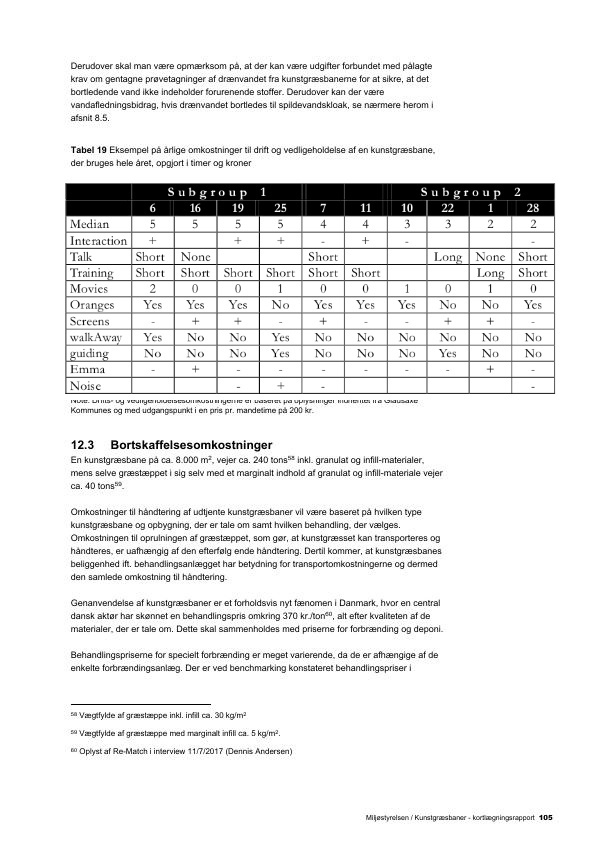 Derudover skal man være opmærksom på, at der kan være udgifter forbundet med pålagte
krav om gentagne prøvetagninger af drænvandet fra kunstgræsbanerne for at sikre, at det
bortledende vand ikke indeholder forurenende stoffer. Derudover kan der være
vandafledningsbidrag, hvis drænvandet bortledes til spildevandskloak, se nærmere herom i
afsnit 8.5.
Tabel 19 Eksempel på årlige omkostninger til drift og vedligeholdelse af en kunstgræsbane,
der bruges hele året, opgjort i timer og kroner
Subgroup 1 Subgroup 2
6 16 19 25 7 11 10 22 1 28
Median 5 5 5 5 4 4 3 3 2 2
Interaction + + + - + - -
Talk Short None Short Long None Short
Training Short Short Short Short Short Short Long Short
Movies 2 0 0 1 0 0 1 0 1 0
Oranges Yes Yes Yes No Yes Yes Yes No No Yes
Screens - + + - + - - + + -
walkAway Yes No No Yes No No No No No No
guiding No No No Yes No No No Yes No No
Emma - + - - - - - - + -
Noise - + - -
Note: Drifts- og vedligeholdelsesomkostningerne er baseret på oplysninger indhentet fra Gladsaxe
Kommunes og med udgangspunkt i en pris pr. mandetime på 200 kr.
12.3 Bortskaffelsesomkostninger
En kunstgræsbane på ca. 8.000 m², vejer ca. 240 tons⁵⁸ inkl. granulat og infill-materialer,
mens selve græstæppet i sig selv med et marginalt indhold af granulat og infill-materiale vejer
ca. 40 tons⁵⁹.
Omkostninger til håndtering af udtjente kunstgræsbaner vil være baseret på hvilken type
kunstgræsbane og opbygning, der er tale om samt hvilken behandling, der vælges.
Omkostningen til oprulningen af græstæppet, som gør, at kunstgræsset kan transporteres og
håndteres, er uafhængig af den efterfølg ende håndtering. Dertil kommer, at kunstgræsbanes
beliggenhed ift. behandlingsanlægget har betydning for transportomkostningerne og dermed
den samlede omkostning til håndtering.
Genanvendelse af kunstgræsbaner er et forholdsvis nyt fænomen i Danmark, hvor en central
dansk aktør har skønnet en behandlingspris omkring 370 kr./ton⁶⁰, alt efter kvaliteten af de
materialer, der er tale om. Dette skal sammenholdes med priserne for forbrænding og deponi.
Behandlingspriserne for specielt forbrænding er meget varierende, da de er afhængige af de
enkelte forbrændingsanlæg. Der er ved benchmarking konstateret behandlingspriser i
⁵⁸ Vægtfylde af græstæppe inkl. infill ca. 30 kg/m²
⁵⁹ Vægtfylde af græstæppe med marginalt infill ca. 5 kg/m².
⁶⁰ Oplyst af Re-Match i interview 11/7/2017 (Dennis Andersen)
Miljøstyrelsen / Kunstgræsbaner - kortlægningsrapport 105